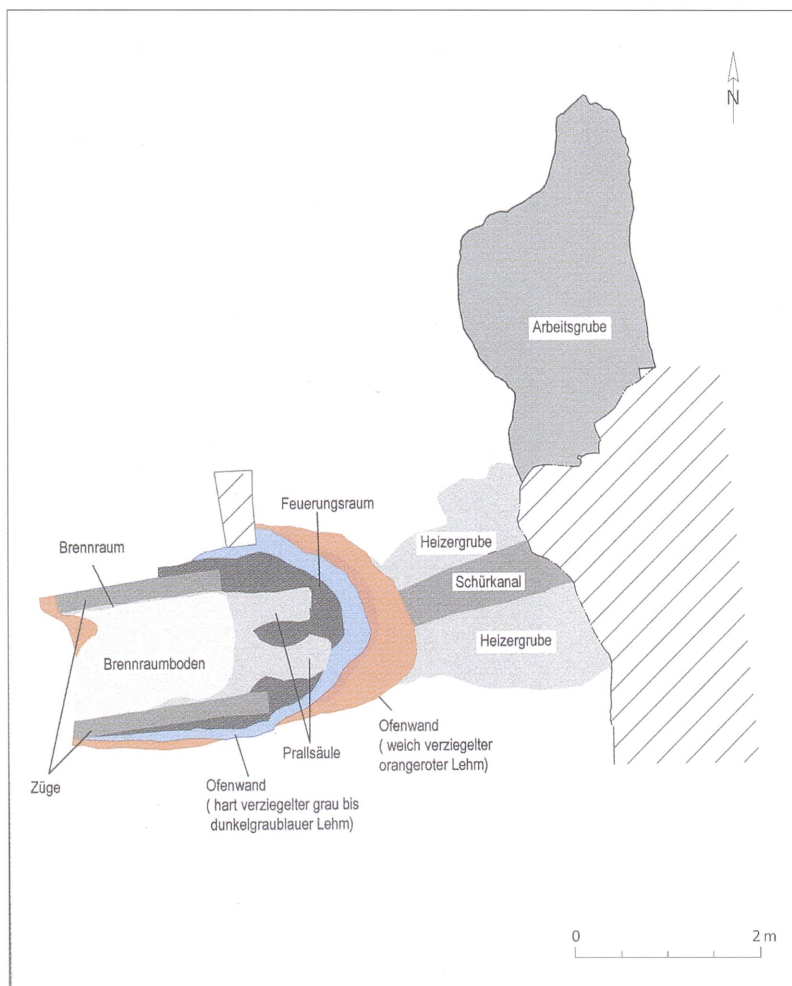 N
Arbeitsgrube
Feuerungsraum
Brennraum
Heizergrube
Schürkanal
Heizergrube
Brennraumboden
Züge
Prallsäule
Ofenwand
( weich verziegelter
orangeroter Lehm)
Ofenwand
( hart verziegelter grau bis
dunkelgraublauer Lehm)
0 2 m